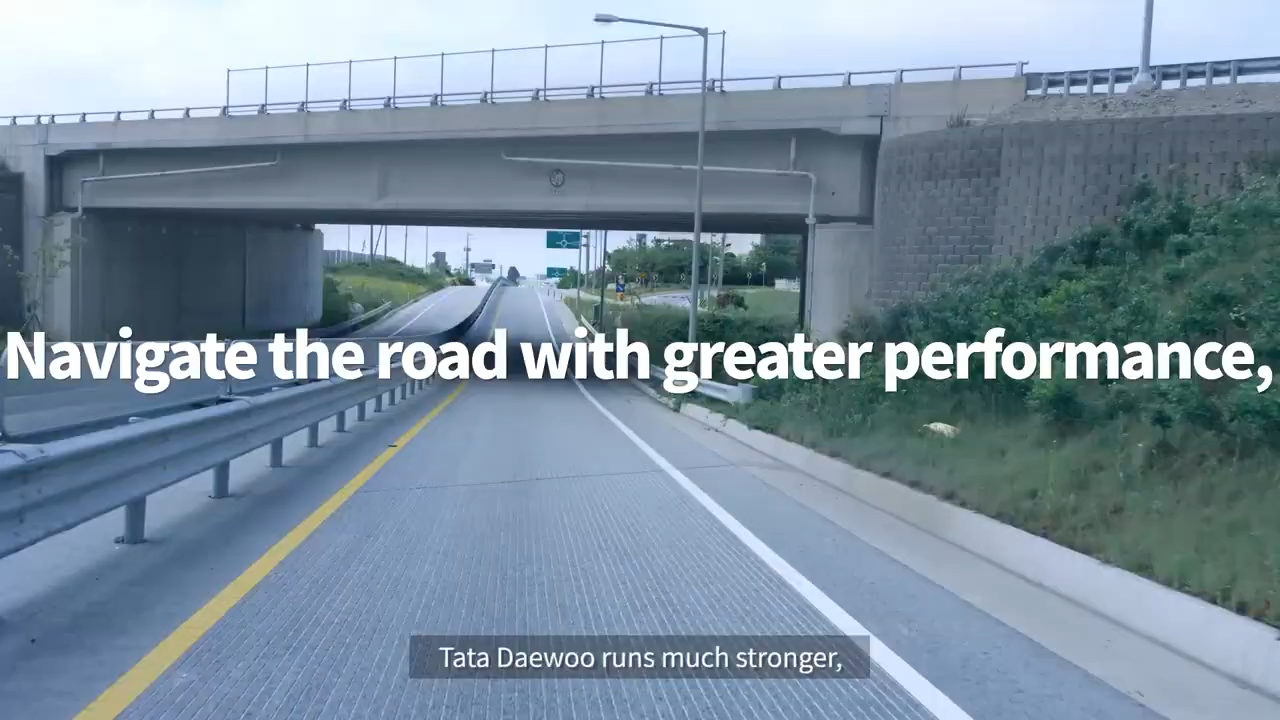 Navigate the road with greater performance,
Tata Daewoo runs much stronger,